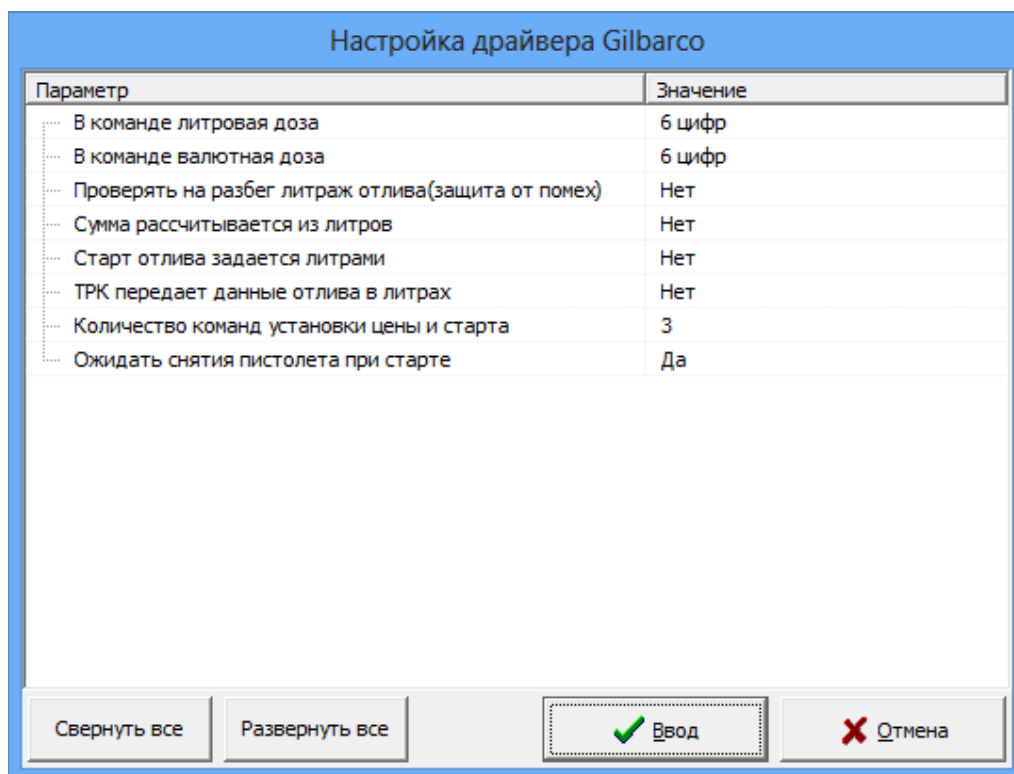 Настройка драйвера Gilbarco
Параметр Значение
В команде литровая доза 6 цифр
В команде валютная доза 6 цифр
Проверять на разбег литраж отлива(защита от помех) Нет
Сумма рассчитывается из литров Нет
Старт отлива задается литрами Нет
ТРК передает данные отлива в литрах Нет
Количество команд установки цены и старта 3
Ожидать снятия пистолета при старте Да
Свернуть все Развернуть все Ввод Отмена